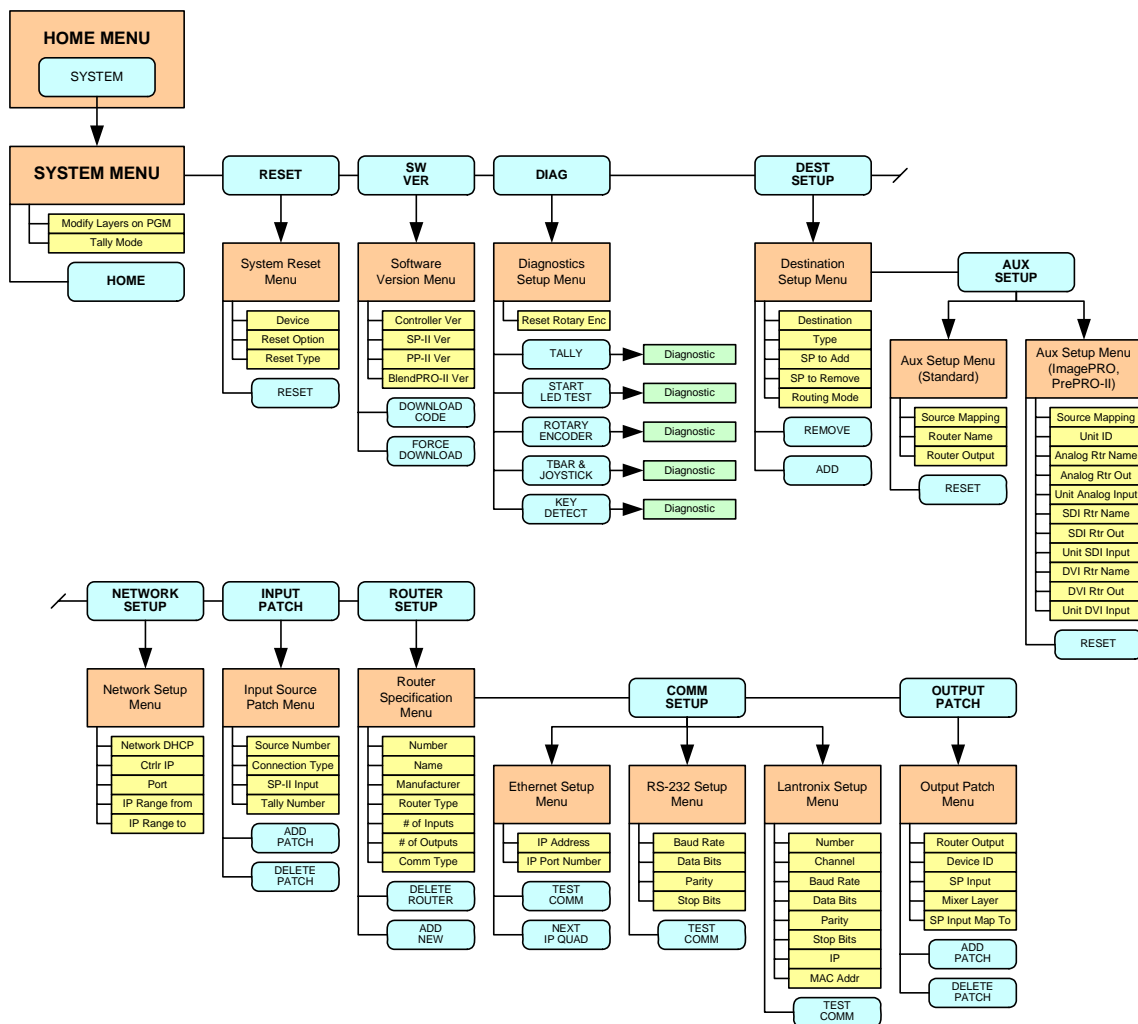 HOME MENU
SYSTEM
SYSTEM MENU
Modify Layers on PGM
Tally Mode
HOME
RESET
System Reset
Menu
Device
Reset Option
Reset Type
RESET
SW
VER
Software
Version Menu
Controller Ver
SP-II Ver
PP-II Ver
BlendPRO-II Ver
DOWNLOAD
CODE
FORCE
DOWNLOAD
DIAG
Diagnostics
Setup Menu
Reset Rotary Enc
TALLY
Diagnostic
START
LED TEST
Diagnostic
ROTARY
ENCODER
Diagnostic
TBAR &
JOYSTICK
Diagnostic
KEY
DETECT
Diagnostic
DEST
SETUP
Destination
Setup Menu
Destination
Type
SP to Add
SP to Remove
Routing Mode
REMOVE
ADD
AUX
SETUP
Aux Setup Menu
(Standard)
Source Mapping
Router Name
Router Output
RESET
Aux Setup Menu
(ImagePRO,
PrePRO-II)
Source Mapping
Unit ID
Analog Rtr Name
Analog Rtr Out
Unit Analog Input
SDI Rtr Name
SDI Rtr Out
Unit SDI Input
DVI Rtr Name
DVI Rtr Out
Unit DVI Input
RESET
NETWORK
SETUP
Network Setup
Menu
Network DHCP
Ctrlr IP
Port
IP Range from
IP Range to
INPUT
PATCH
Input Source
Patch Menu
Source Number
Connection Type
SP-II Input
Tally Number
ADD
PATCH
DELETE
PATCH
ROUTER
SETUP
Router
Specification
Menu
Number
Name
Manufacturer
Router Type
# of Inputs
# of Outputs
Comm Type
DELETE
ROUTER
ADD
NEW
COMM
SETUP
Ethernet Setup
Menu
IP Address
IP Port Number
TEST
COMM
NEXT
IP QUAD
RS-232 Setup
Menu
Baud Rate
Data Bits
Parity
Stop Bits
TEST
COMM
Lantronix Setup
Menu
Number
Channel
Baud Rate
Data Bits
Parity
Stop Bits
IP
MAC Addr
TEST
COMM
OUTPUT
PATCH
Output Patch
Menu
Router Output
Device ID
SP Input
Mixer Layer
SP Input Map To
ADD
PATCH
DELETE
PATCH